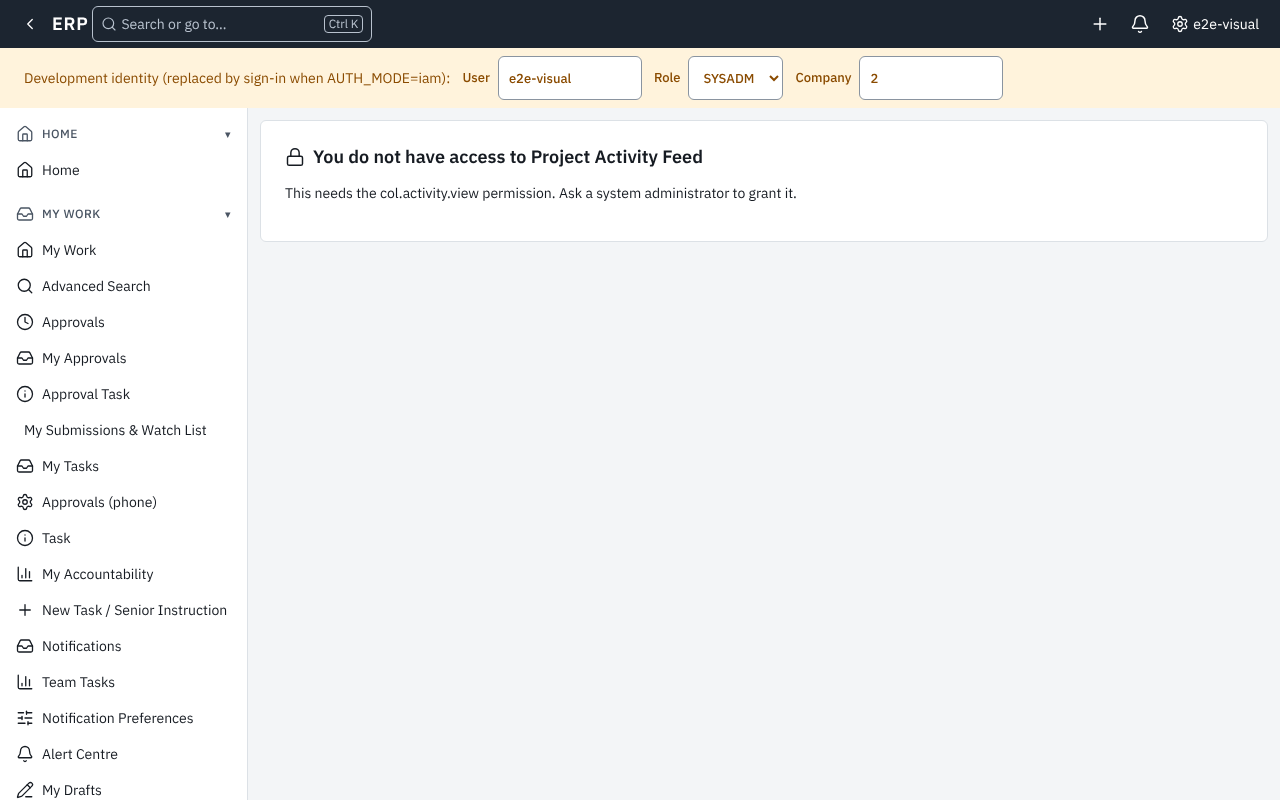 ERP
Search or go to...
Ctrl K
e2e-visual
Development identity (replaced by sign-in when AUTH_MODE=iam):
User
e2e-visual
Role
SYSADM
Company
2
HOME
Home
MY WORK
My Work
Advanced Search
Approvals
My Approvals
Approval Task
My Submissions & Watch List
My Tasks
Approvals (phone)
Task
My Accountability
New Task / Senior Instruction
Notifications
Team Tasks
Notification Preferences
Alert Centre
My Drafts
You do not have access to Project Activity Feed
This needs the col.activity.view permission. Ask a system administrator to grant it.